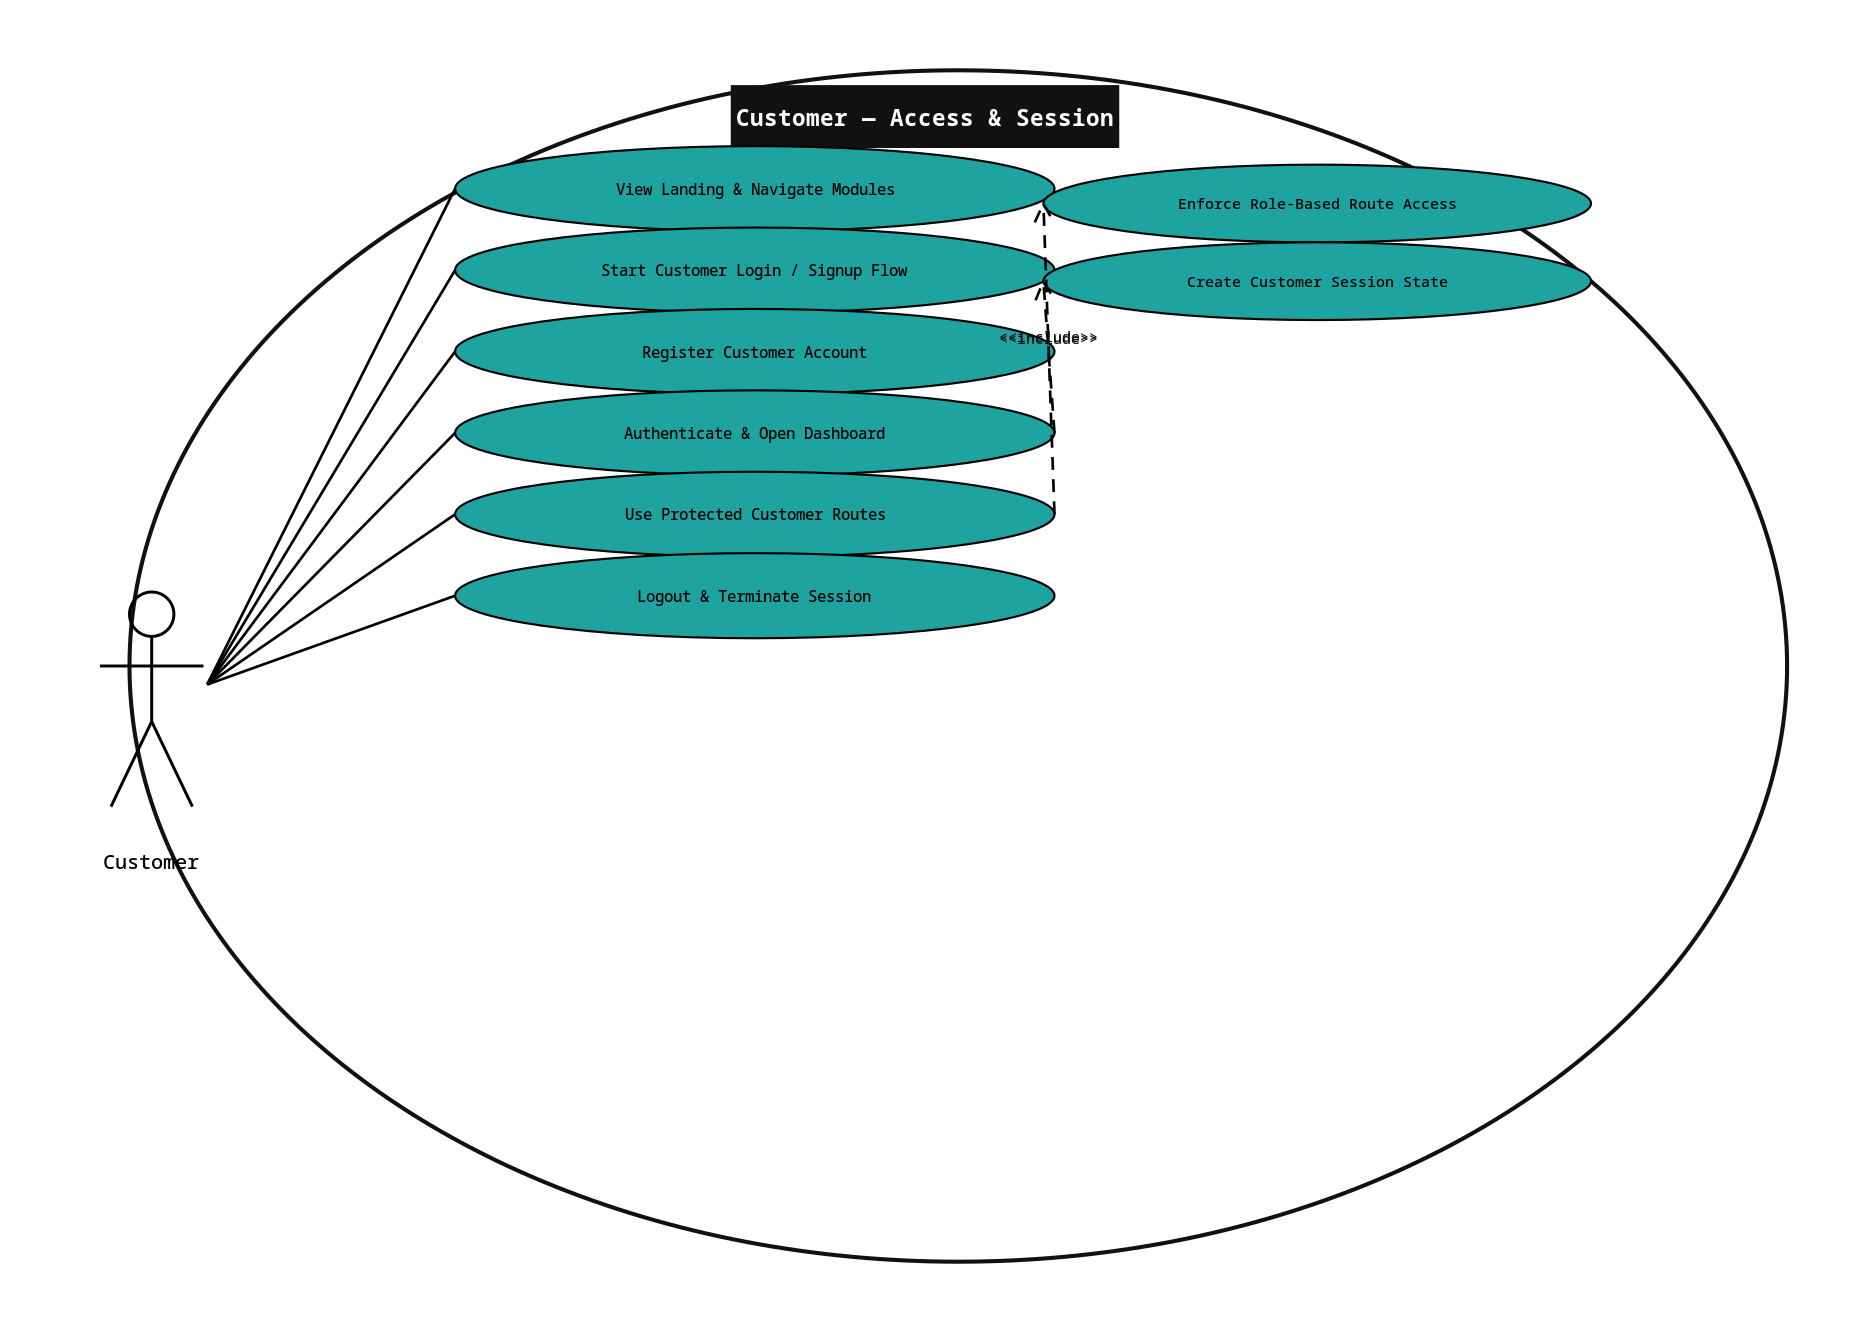 Customer — Access & Session
View Landing & Navigate Modules
Enforce Role-Based Route Access
Start Customer Login / Signup Flow
Create Customer Session State
<<include>>
<<include>>
Register Customer Account
Authenticate & Open Dashboard
Use Protected Customer Routes
Logout & Terminate Session
Customer